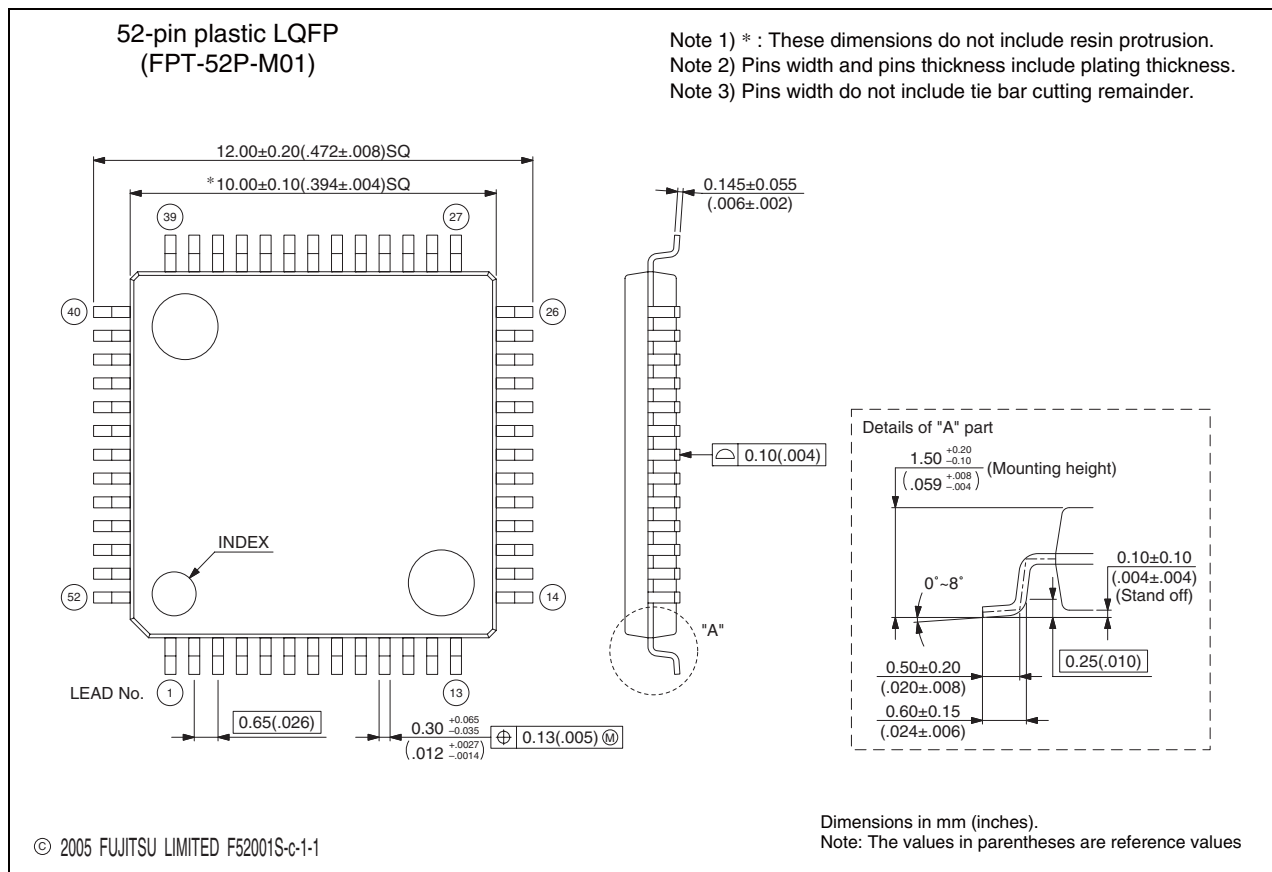 52-pin plastic LQFP
(FPT-52P-M01)
Note 1) * : These dimensions do not include resin protrusion.
Note 2) Pins width and pins thickness include plating thickness.
Note 3) Pins width do not include tie bar cutting remainder.
12.00±0.20(.472±.008)SQ
*10.00±0.10(.394±.004)SQ
0.145±0.055
(.006±.002)
39
27
40
26
0.10(.004)
INDEX
52
14
"A"
LEAD No.
1
13
0.65(.026)
0.30 +0.065 −0.035
(.012 +.0027 −.0014)
0.13(.005) Ⓜ
Details of "A" part
1.50 +0.20 −0.10 (Mounting height)
(.059 +.008 −.004)
0.10±0.10
(.004±.004)
(Stand off)
0°~8°
0.25(.010)
0.50±0.20
(.020±.008)
0.60±0.15
(.024±.006)
© 2005 FUJITSU LIMITED F52001S-c-1-1
Dimensions in mm (inches).
Note: The values in parentheses are reference values